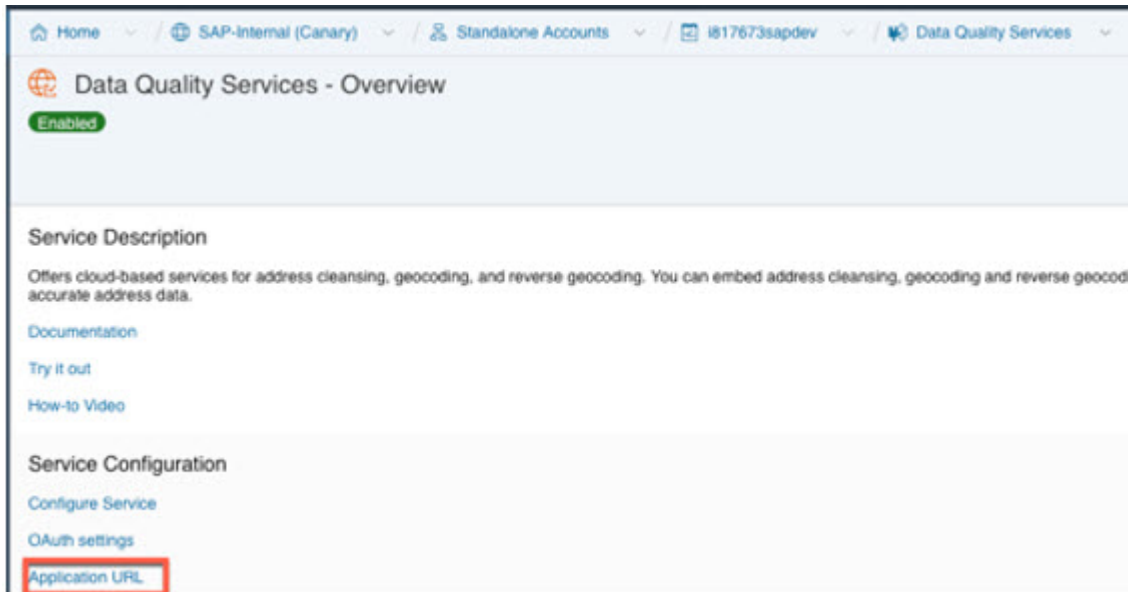 Home / SAP-Internal (Canary) / Standalone Accounts / i817673sapdev / Data Quality Services
Data Quality Services - Overview
Enabled
Service Description
Offers cloud-based services for address cleansing, geocoding, and reverse geocoding. You can embed address cleansing, geocoding and reverse geocodi
accurate address data.
Documentation
Try it out
How-to Video
Service Configuration
Configure Service
OAuth settings
Application URL